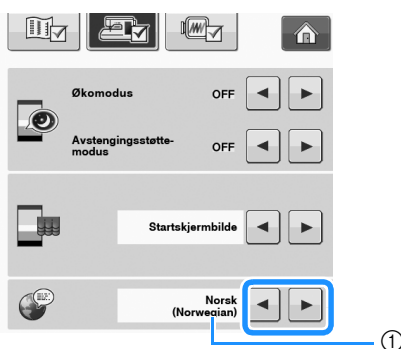 Økomodus OFF
Avstengingsstøtte-
modus OFF
Startskjermbilde
Norsk
(Norwegian)
①